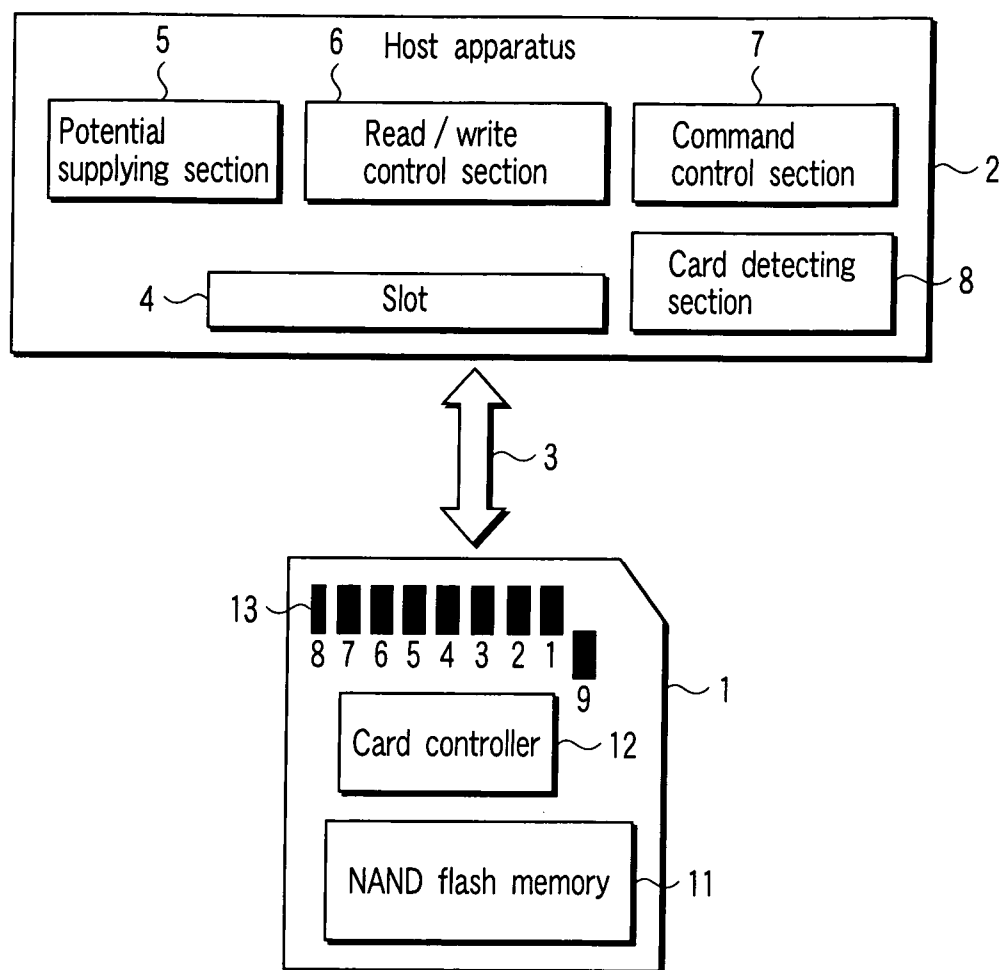 5
6
Host apparatus
7
Potential
supplying section
Read / write
control section
Command
control section
2
4
Slot
Card detecting
section
8
3
13
8 7 6 5 4 3 2 1
9
1
Card controller
12
NAND flash memory
11